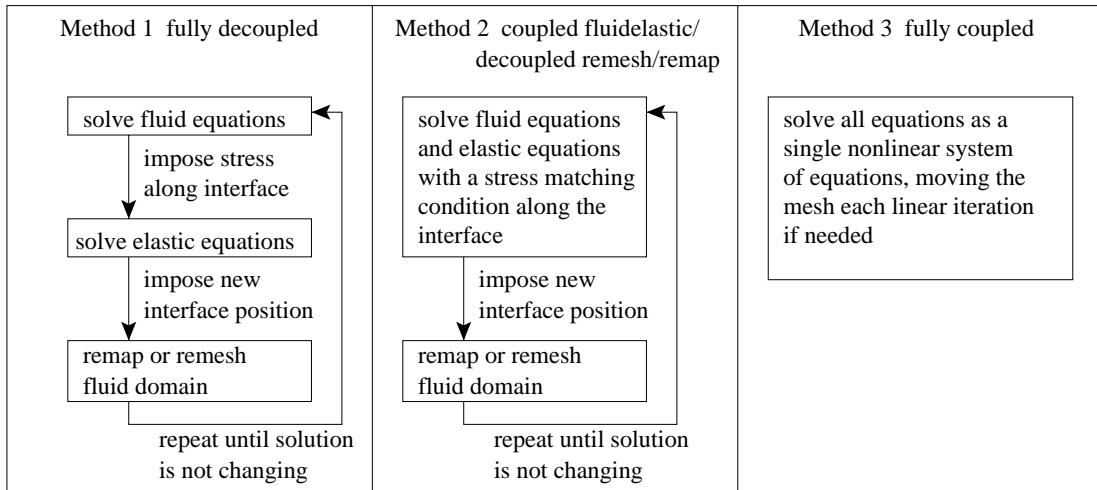 Method 1 fully decoupled
solve fluid equations
impose stress
along interface
solve elastic equations
impose new
interface position
remap or remesh
fluid domain
repeat until solution
is not changing
Method 2 coupled fluidelastic/
decoupled remesh/remap
solve fluid equations
and elastic equations
with a stress matching
condition along the
interface
impose new
interface position
remap or remesh
fluid domain
repeat until solution
is not changing
Method 3 fully coupled
solve all equations as a
single nonlinear system
of equations, moving the
mesh each linear iteration
if needed